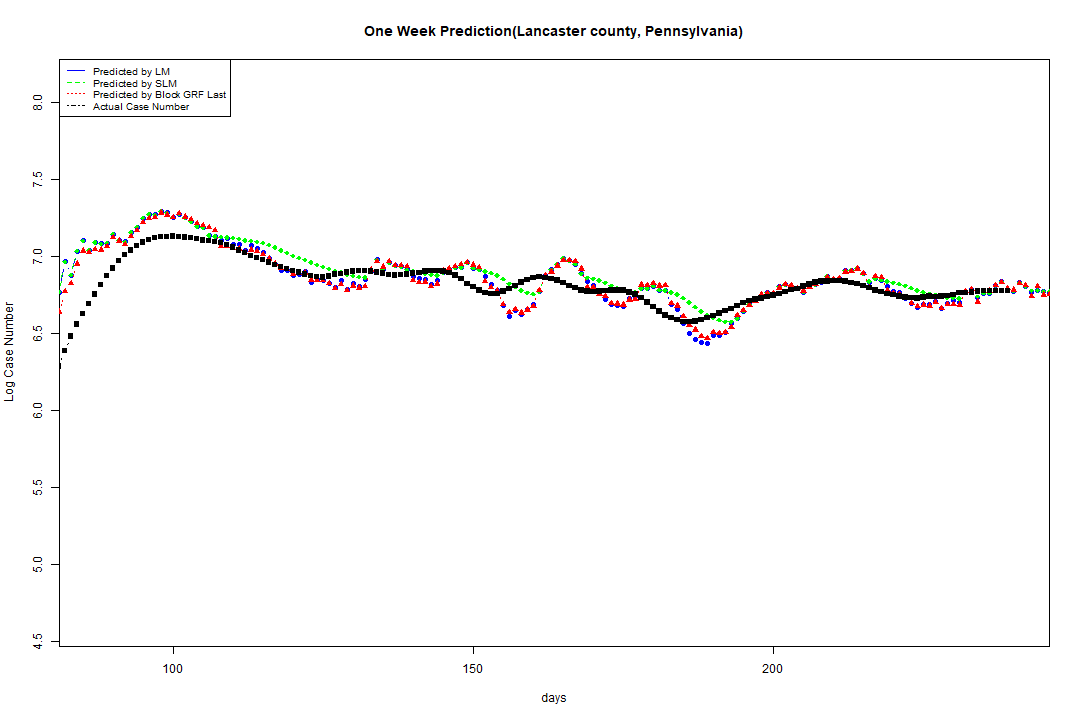 One Week Prediction(Lancaster county, Pennsylvania)
Predicted by LM
Predicted by SLM
Predicted by Block GRF Last
Actual Case Number
8.0
7.5
7.0
6.5
6.0
5.5
5.0
4.5
Log Case Number
100
150
200
days